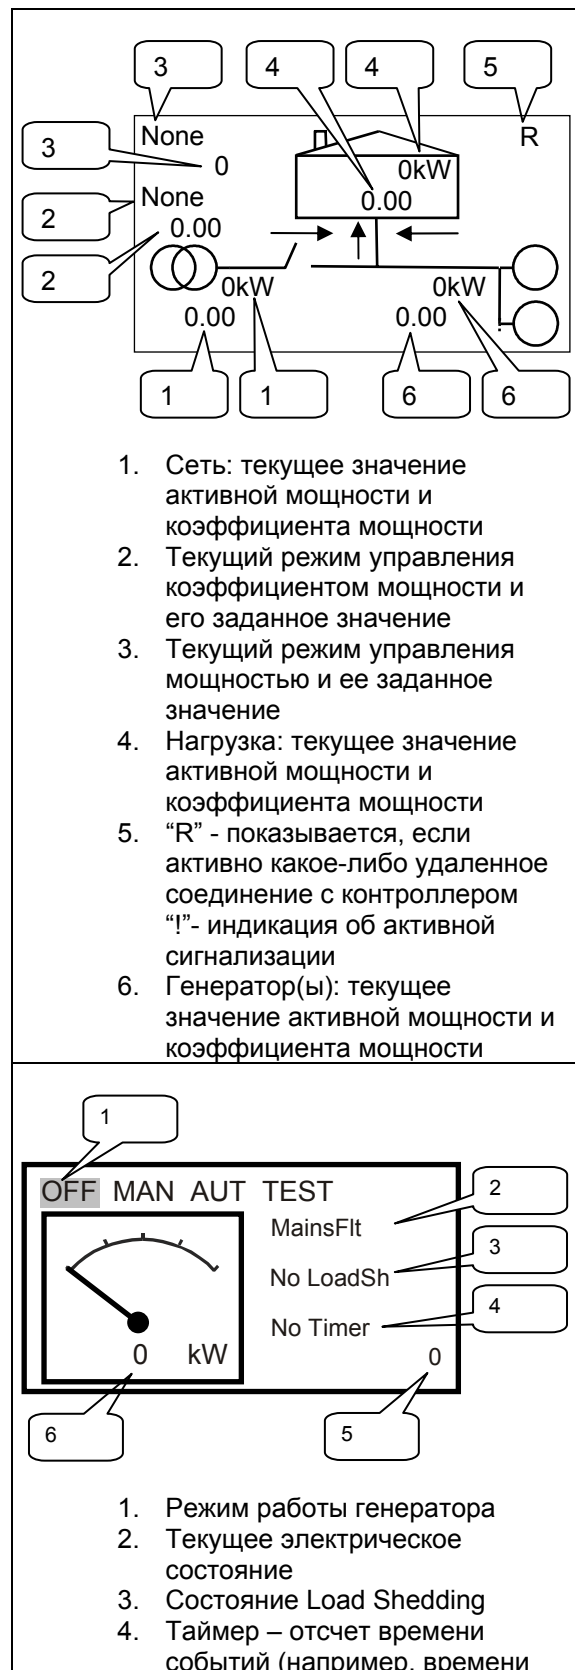 3 4 4 5
None R
3 0 0kW
None 0.00
2 0.00
2 0kW 0kW
0.00 0.00
1 1 6 6
1. Сеть: текущее значение
активной мощности и
коэффициента мощности
2. Текущий режим управления
коэффициентом мощности и
его заданное значение
3. Текущий режим управления
мощностью и ее заданное
значение
4. Нагрузка: текущее значение
активной мощности и
коэффициента мощности
5. “R” - показывается, если
активно какое-либо удаленное
соединение с контроллером
“!”- индикация об активной
сигнализации
6. Генератор(ы): текущее
значение активной мощности и
коэффициента мощности
1
OFF MAN AUT TEST 2
MainsFlt
3
No LoadSh
4
No Timer
0 kW 0
6 5
1. Режим работы генератора
2. Текущее электрическое
состояние
3. Состояние Load Shedding
4. Таймер – отсчет времени
событий (например, времени